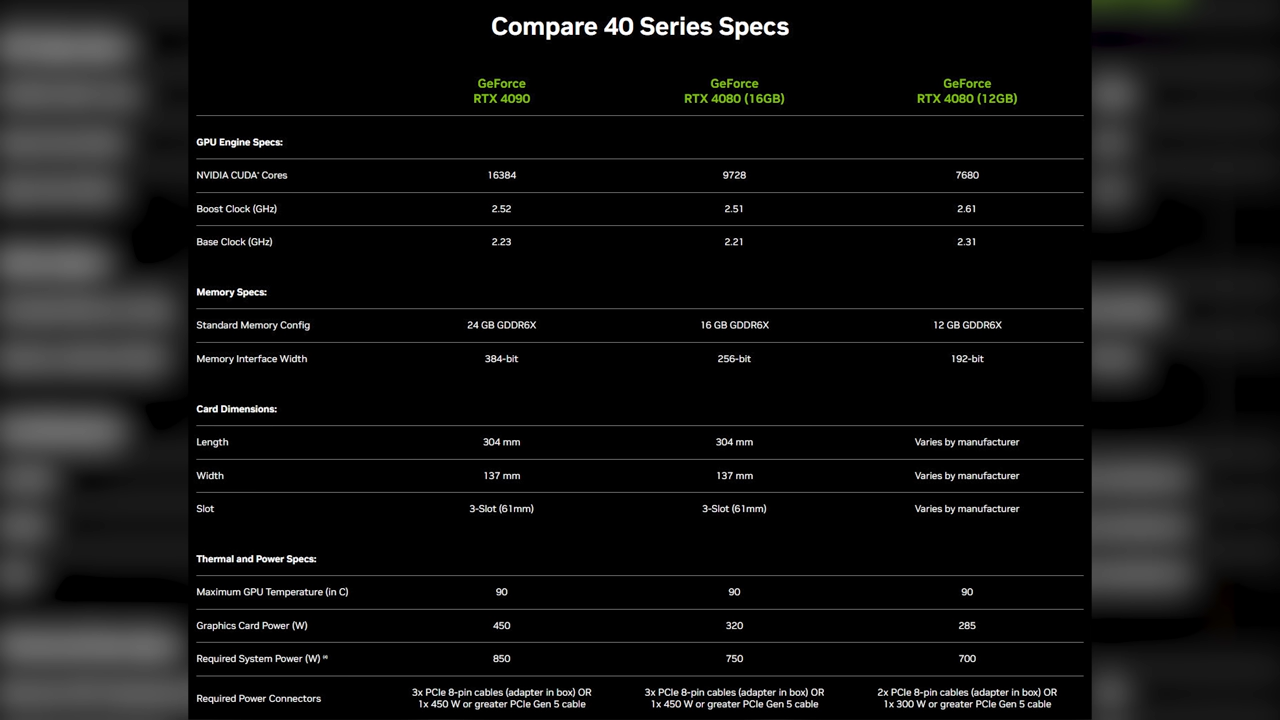 Compare 40 Series Specs
GeForce RTX 4090 GeForce RTX 4080 (16GB) GeForce RTX 4080 (12GB)
GPU Engine Specs:
NVIDIA CUDA® Cores 16384 9728 7680
Boost Clock (GHz) 2.52 2.51 2.61
Base Clock (GHz) 2.23 2.21 2.31
Memory Specs:
Standard Memory Config 24 GB GDDR6X 16 GB GDDR6X 12 GB GDDR6X
Memory Interface Width 384-bit 256-bit 192-bit
Card Dimensions:
Length 304 mm 304 mm Varies by manufacturer
Width 137 mm 137 mm Varies by manufacturer
Slot 3-Slot (61mm) 3-Slot (61mm) Varies by manufacturer
Thermal and Power Specs:
Maximum GPU Temperature (in C) 90 90 90
Graphics Card Power (W) 450 320 285
Required System Power (W) 850 750 700
Required Power Connectors 3x PCIe 8-pin cables (adapter in box) OR 1x 450 W or greater PCIe Gen 5 cable 3x PCIe 8-pin cables (adapter in box) OR 1x 450 W or greater PCIe Gen 5 cable 2x PCIe 8-pin cables (adapter in box) OR 1x 300 W or greater PCIe Gen 5 cable